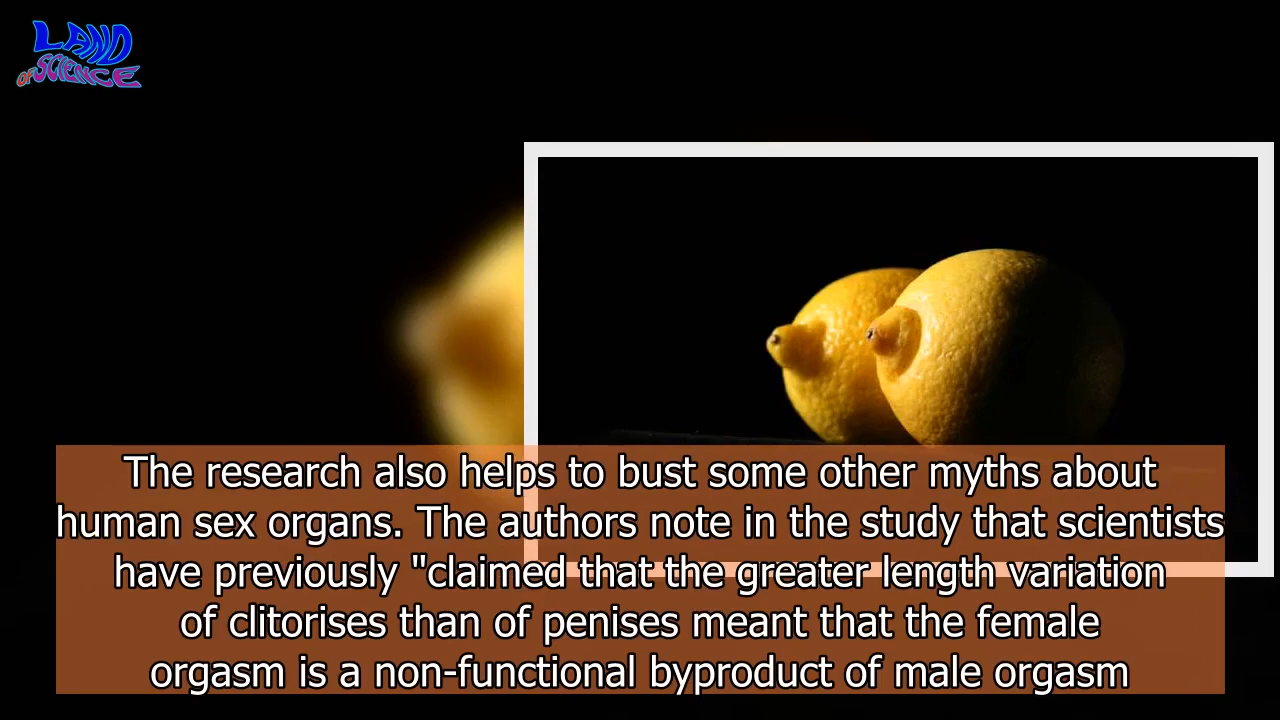 LAND
OF SCIENCE
The research also helps to bust some other myths about
human sex organs. The authors note in the study that scientists
have previously "claimed that the greater length variation
of clitorises than of penises meant that the female
orgasm is a non-functional byproduct of male orgasm